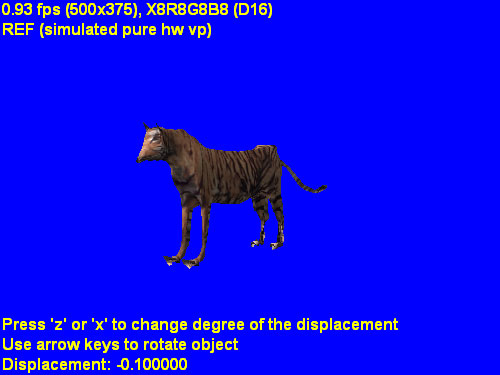 0.93 fps (500x375), X8R8G8B8 (D16)
REF (simulated pure hw vp)
Press 'z' or 'x' to change degree of the displacement
Use arrow keys to rotate object
Displacement: -0.100000